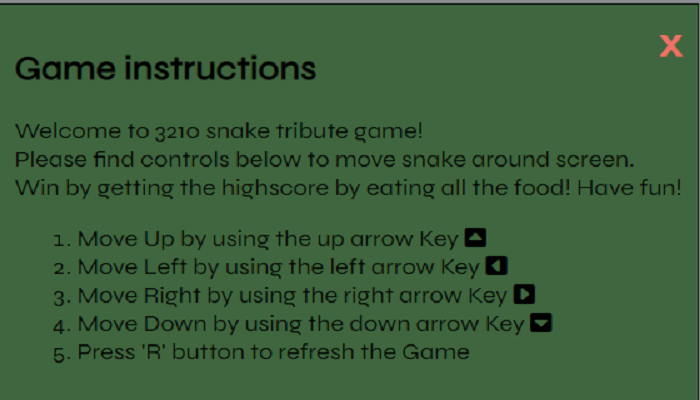 X
Game instructions
Welcome to 3210 snake tribute game!
Please find controls below to move snake around screen.
Win by getting the highscore by eating all the food! Have fun!
1. Move Up by using the up arrow Key
2. Move Left by using the left arrow Key
3. Move Right by using the right arrow Key
4. Move Down by using the down arrow Key
5. Press 'R' button to refresh the Game